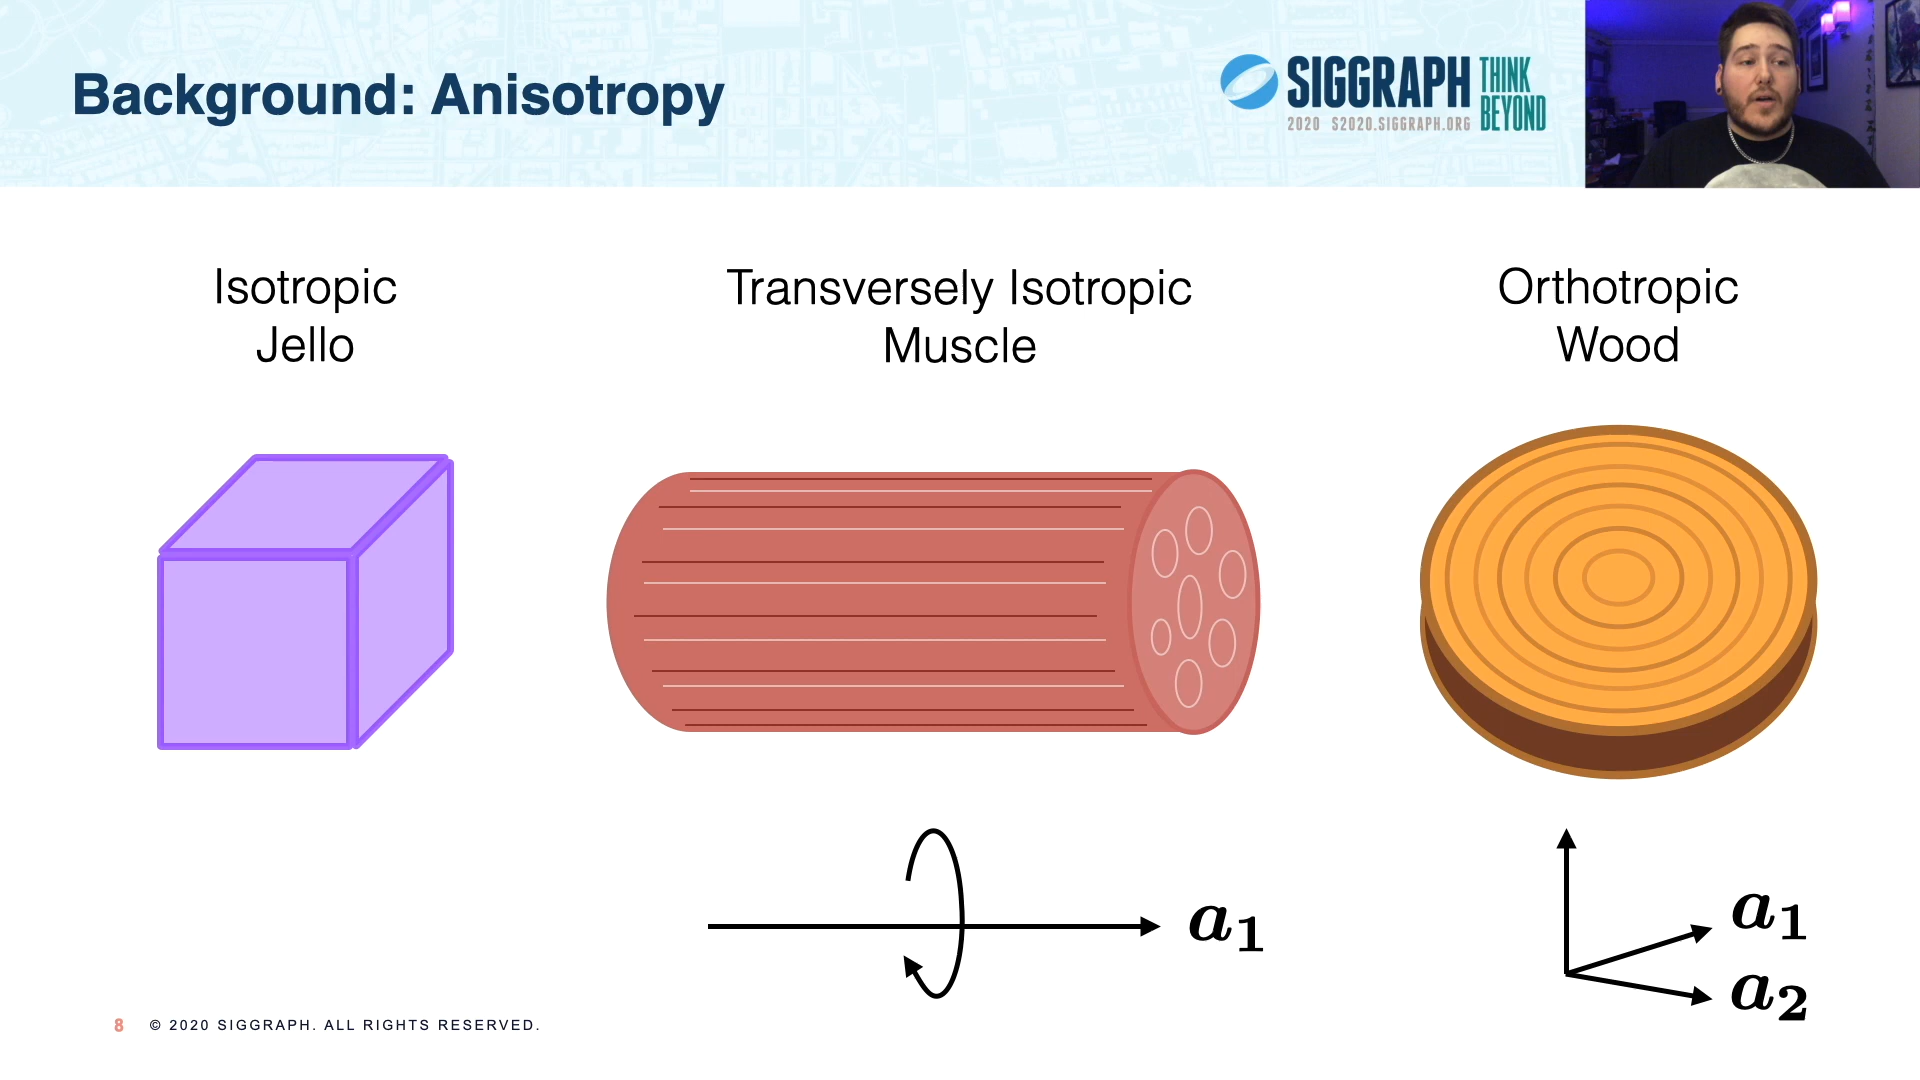 Background: Anisotropy
SIGGRAPH
THINK
BEYOND
2020 S2020.SIGGRAPH.ORG
Isotropic
Jello
Transversely Isotropic
Muscle
Orthotropic
Wood
a1
a1
a2
8 © 2020 SIGGRAPH. ALL RIGHTS RESERVED.